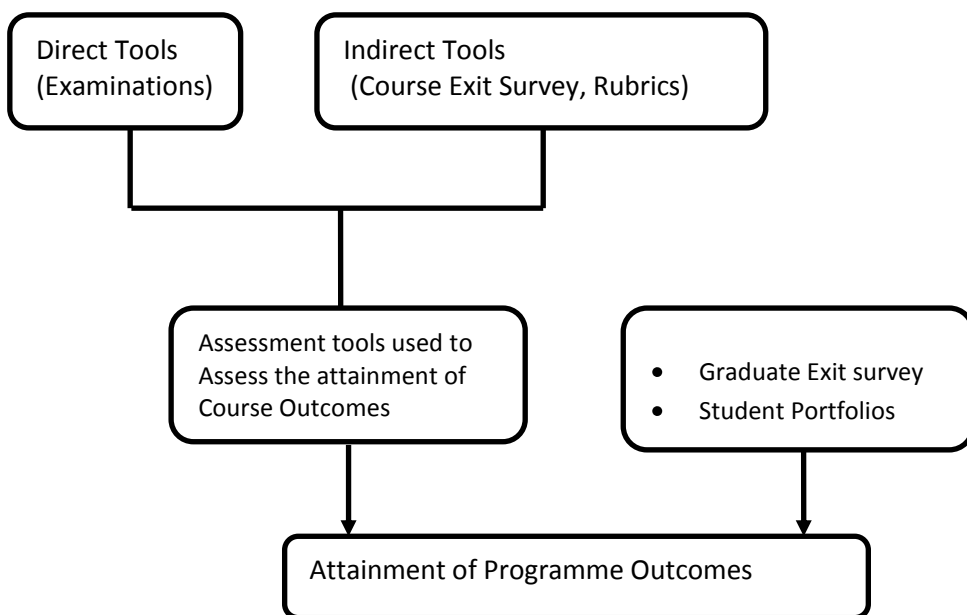 Direct Tools
(Examinations)
Indirect Tools
(Course Exit Survey, Rubrics)
Assessment tools used to
Assess the attainment of
Course Outcomes
• Graduate Exit survey
• Student Portfolios
Attainment of Programme Outcomes